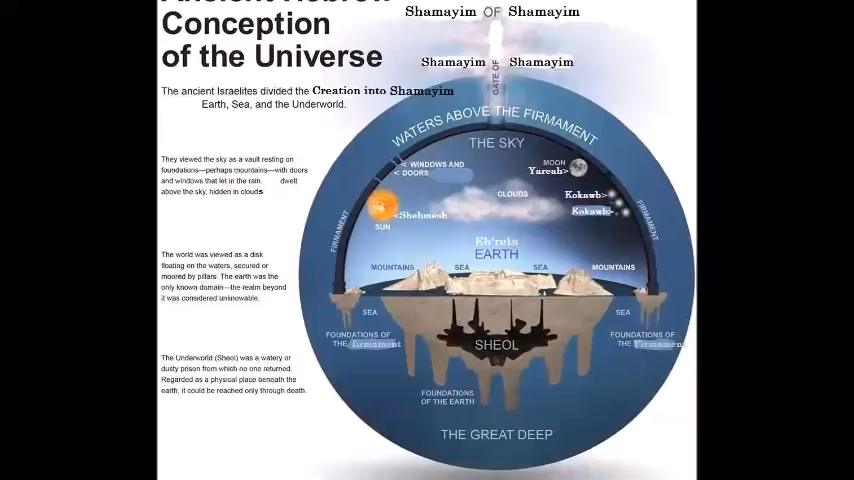 Ancient Hebrew
Conception
of the Universe
The ancient Israelites divided the Creation into Shamayim
Earth, Sea, and the Underworld.
They viewed the sky as a vault resting on
foundations—perhaps mountains—with doors
and windows that let in the rain. dwelt
above the sky, hidden in clouds
The world was viewed as a disk
floating on the waters, secured or
moored by pillars. The earth was the
only known domain—the realm beyond
it was considered unknowable.
The Underworld (Sheol) was a watery or
dusty prison from which no one returned.
Regarded as a physical place beneath the
earth, it could be reached only through death.
Shamayim OF Shamayim
Shamayim Shamayim
GATE OF
WATERS ABOVE THE FIRMAMENT
THE SKY
< WINDOWS AND
< DOORS
MOON
Yareah>
CLOUDS
Kokawb>
Kokawb>
<Shehmesh
SUN
FIRMAMENT
FIRMAMENT
Eh'rets
EARTH
MOUNTAINS
SEA
SEA
MOUNTAINS
SEA
SEA
FOUNDATIONS OF
THE firmament
FOUNDATIONS OF
THE Firmamen
SHEOL
FOUNDATIONS
OF THE EARTH
THE GREAT DEEP